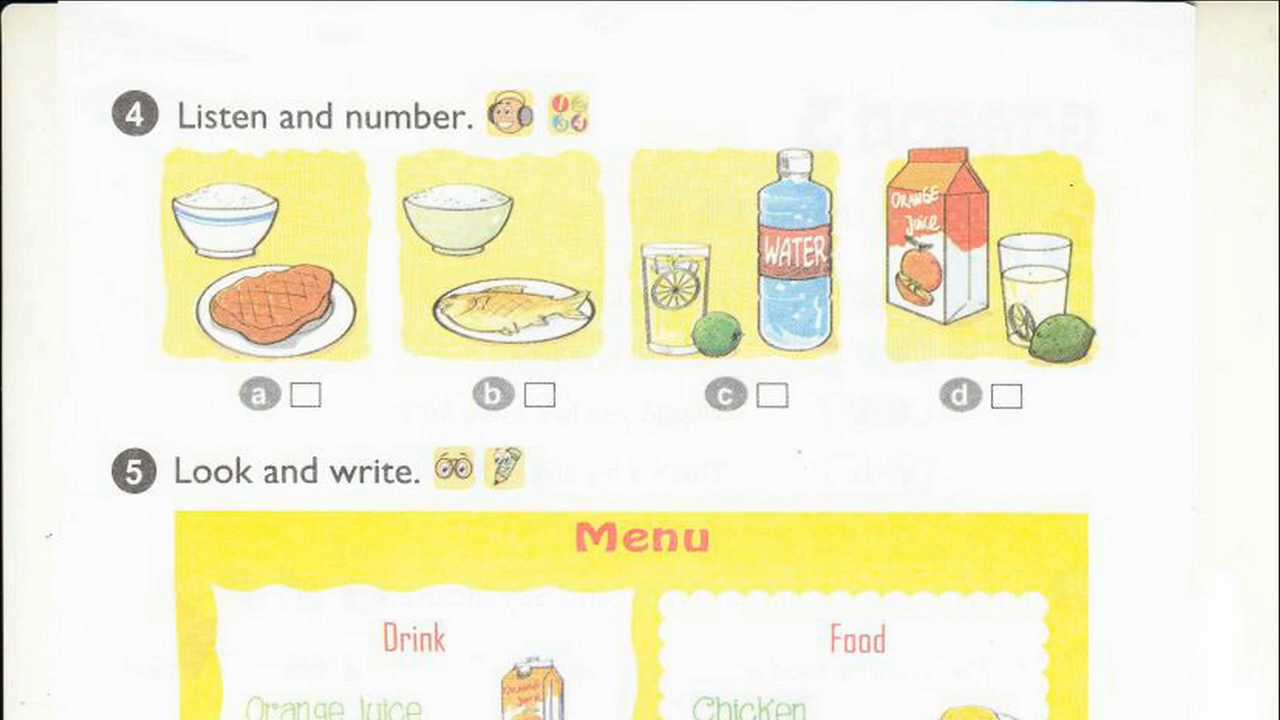 4 Listen and number.
ORANGE
Juice
WATER
a b c d
5 Look and write.
Menu
Drink Food
Orange Juice Chicken